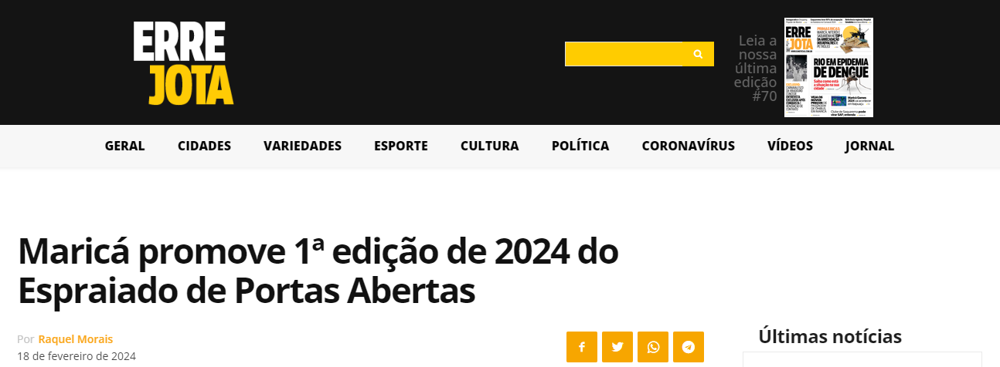 ERRE
JOTA
Leia a
nossa
última
edição
#70
ERRE
JOTA
RIO EM EPIDEMIA
DE DENGUE
GERAL CIDADES VARIEDADES ESPORTE CULTURA POLÍTICA CORONAVÍRUS VÍDEOS JORNAL
Maricá promove 1ª edição de 2024 do
Espraiado de Portas Abertas
Por Raquel Morais
18 de fevereiro de 2024
Últimas notícias